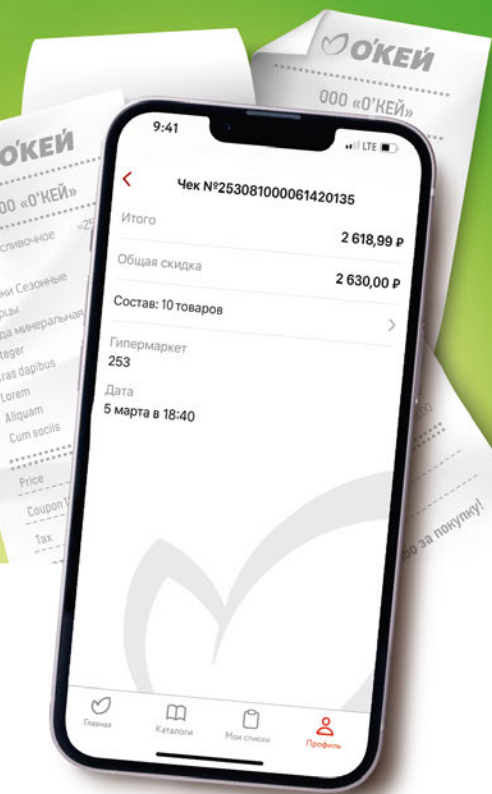 О'КЕЙ
ООО «О'КЕЙ»
О'КЕЙ
ООО «О'КЕЙ»
сливочное
Сезонные
минеральная
Cras dapibus
Lorem
Aliquam
Cum sociis
Price
Coupon
Tax
за покупку!
9:41
LTE
Чек №253081000061420135
Итого
2 618,99 ₽
Общая скидка
2 630,00 ₽
Состав: 10 товаров
Гипермаркет
253
Дата
5 марта в 18:40
Главная
Каталоги
Мои списки
Профиль